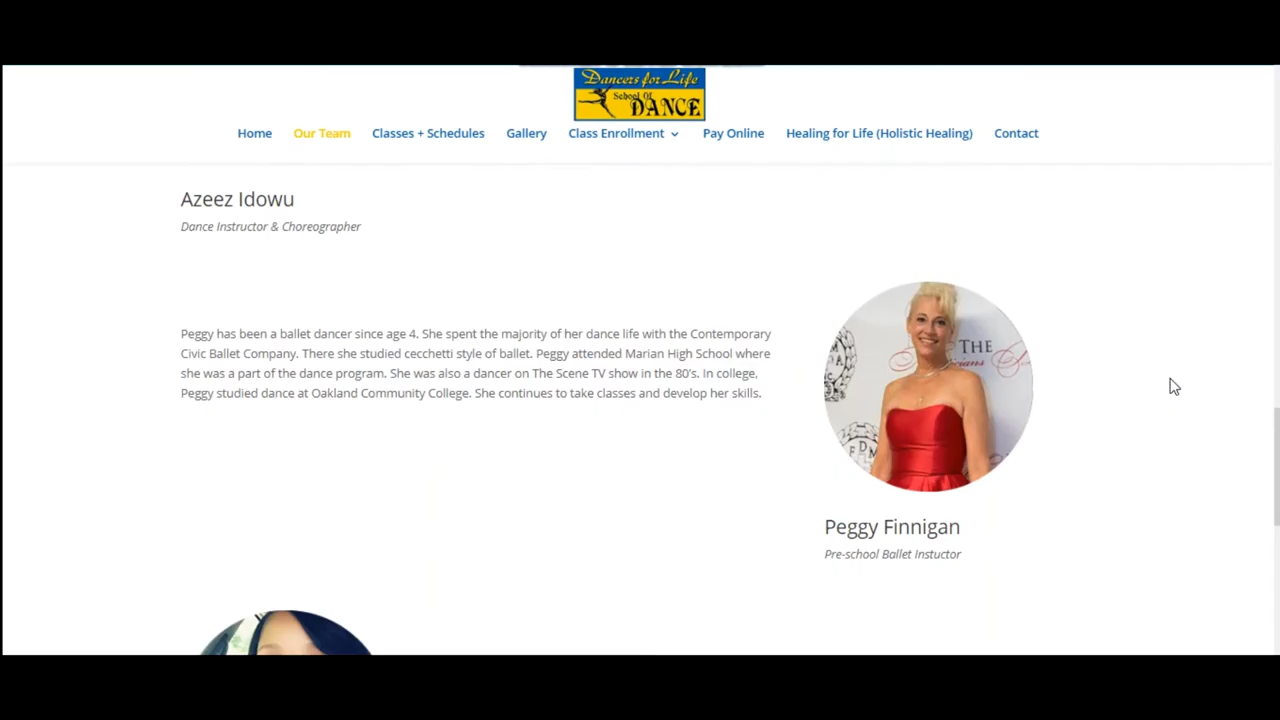 Dancers for Life
School Of
DANCE
Home Our Team Classes + Schedules Gallery Class Enrollment Pay Online Healing for Life (Holistic Healing) Contact
Azeez Idowu
Dance Instructor & Choreographer
Peggy has been a ballet dancer since age 4. She spent the majority of her dance life with the Contemporary
Civic Ballet Company. There she studied cecchetti style of ballet. Peggy attended Marian High School where
she was a part of the dance program. She was also a dancer on The Scene TV show in the 80’s. In college,
Peggy studied dance at Oakland Community College. She continues to take classes and develop her skills.
THE
Peggy Finnigan
Pre-school Ballet Instuctor